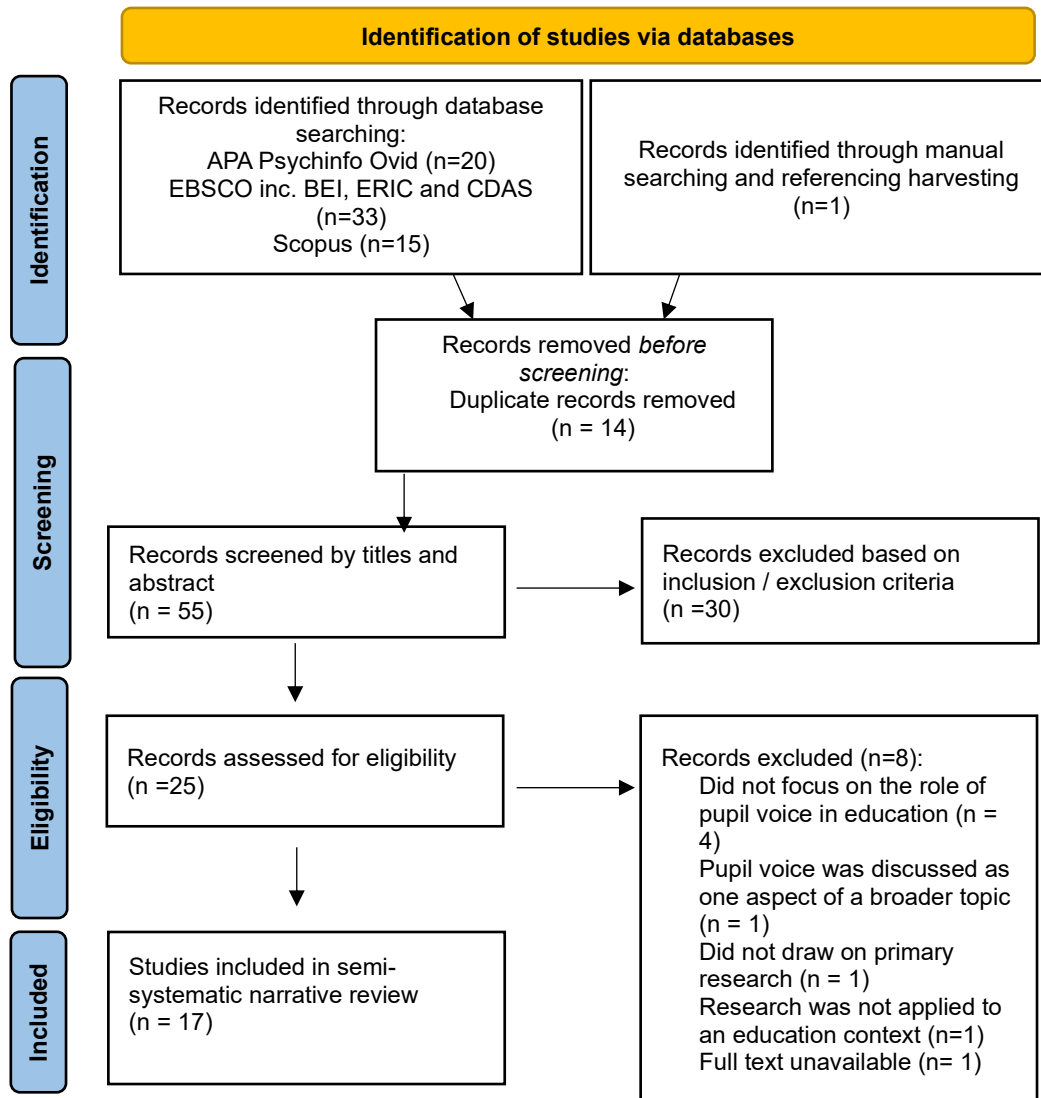 Identification of studies via databases
Identification
Records identified through database
searching:
APA Psychinfo Ovid (n=20)
EBSCO inc. BEI, ERIC and CDAS
(n=33)
Scopus (n=15)
Records identified through manual
searching and referencing harvesting
(n=1)
Records removed before
screening:
Duplicate records removed
(n = 14)
Screening
Records screened by titles and
abstract
(n = 55)
Records excluded based on
inclusion / exclusion criteria
(n =30)
Eligibility
Records assessed for eligibility
(n =25)
Records excluded (n=8):
Did not focus on the role of
pupil voice in education (n =
4)
Pupil voice was discussed as
one aspect of a broader topic
(n = 1)
Did not draw on primary
research (n = 1)
Research was not applied to
an education context (n=1)
Full text unavailable (n= 1)
Included
Studies included in semi-
systematic narrative review
(n = 17)